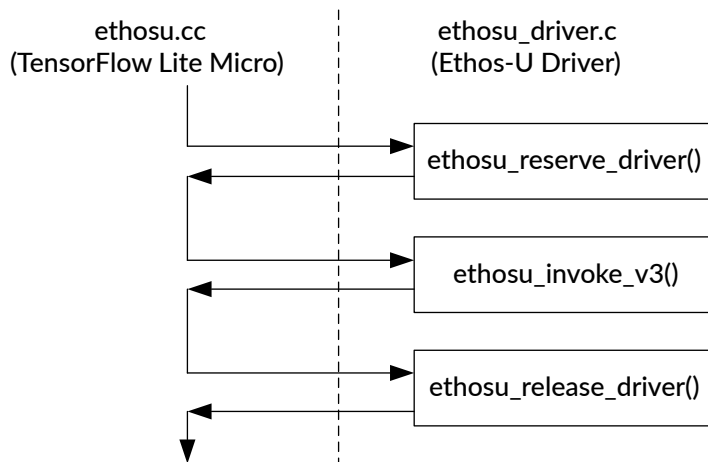 ethosu.cc
(TensorFlow Lite Micro)
ethosu_driver.c
(Ethos-U Driver)
ethosu_reserve_driver()
ethosu_invoke_v3()
ethosu_release_driver()